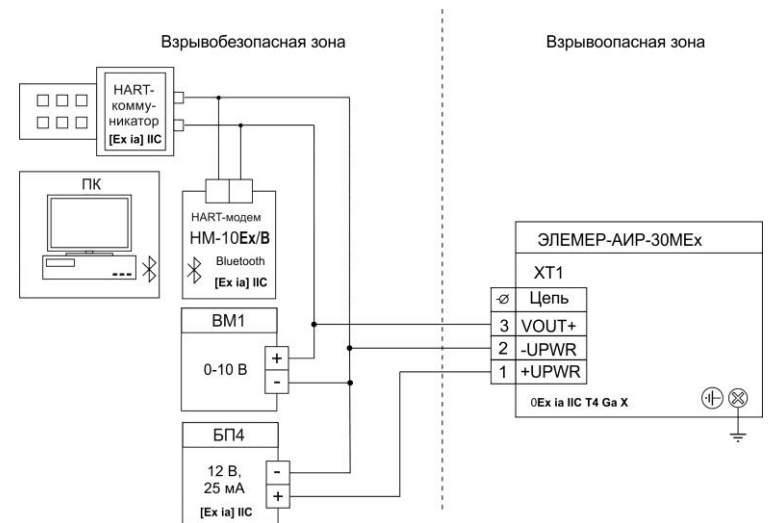 Взрывобезопасная зона
Взрывоопасная зона
HART-
комму-
никатор
[Ex ia] IIC
ПК
HART-модем
HM-10Ex/B
Bluetooth
[Ex ia] IIC
ВМ1
0-10 В
+
-
БП4
12 В,
25 мА
[Ex ia] IIC
-
+
ЭЛЕМЕР-АИР-30МЕх
XT1
Цепь
3 VOUT+
2 -UPWR
1 +UPWR
0Ex ia IIC T4 Ga X